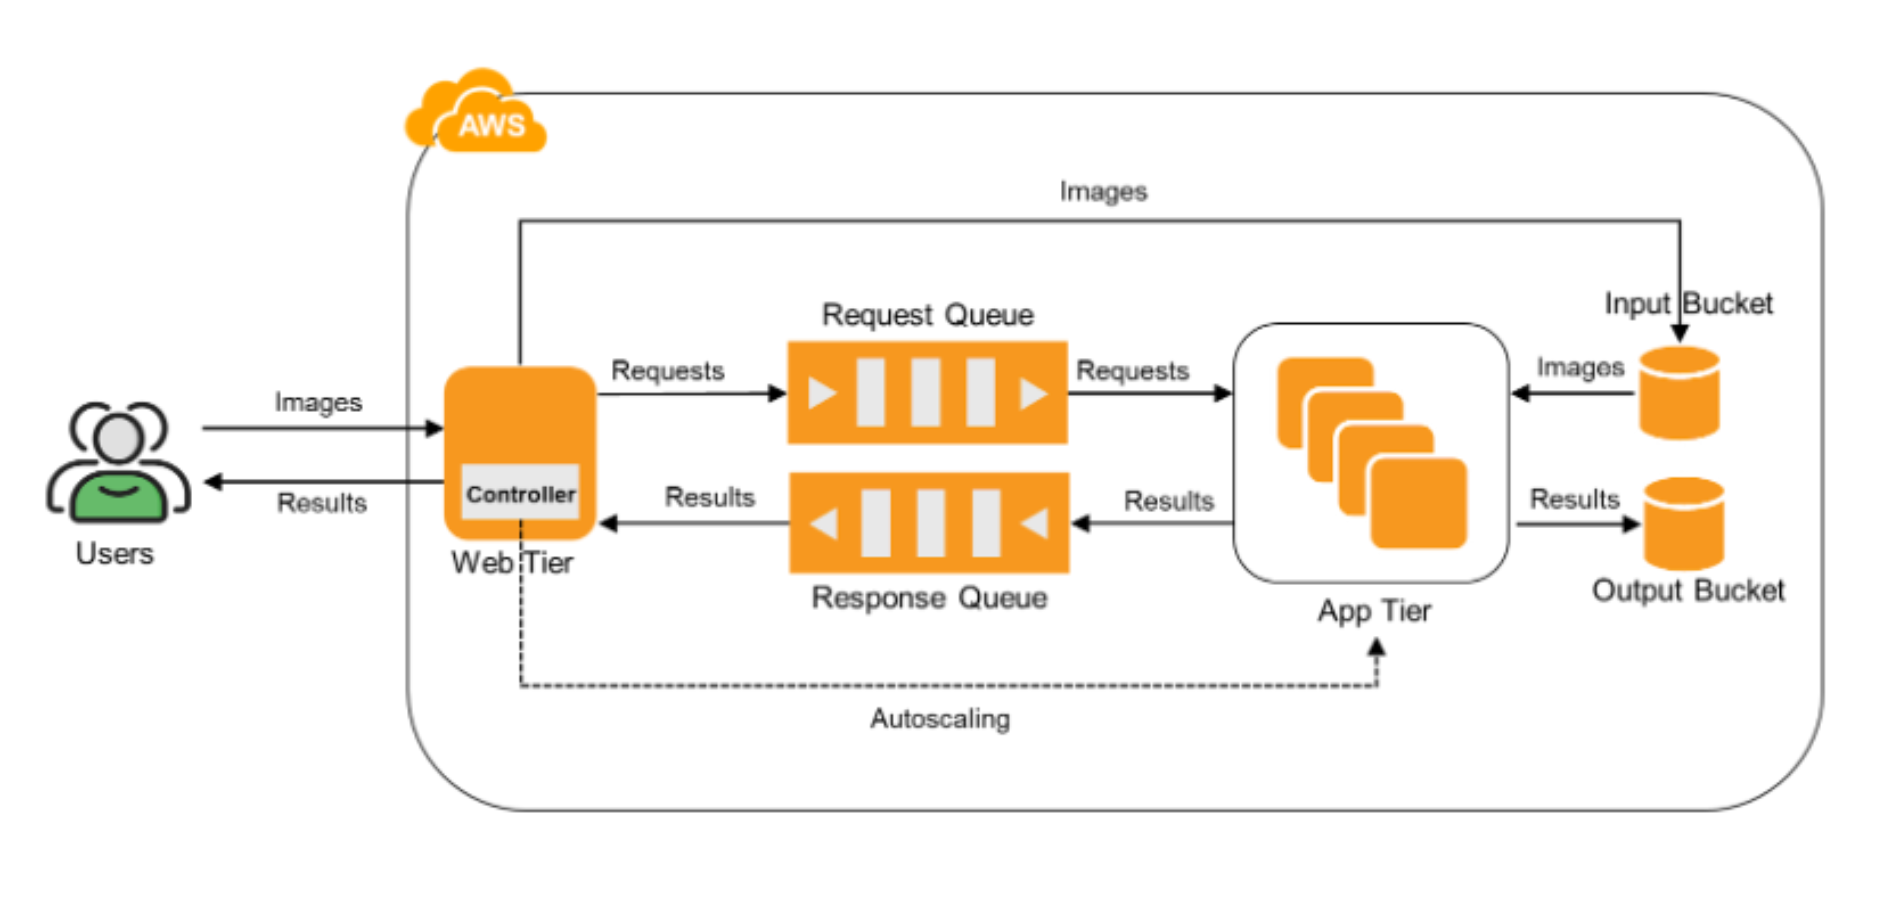 AWS
Images
Request Queue
Input Bucket
Requests
Requests
Images
Images
Controller
Results
Results
Results
Results
Users
Web Tier
Response Queue
App Tier
Output Bucket
Autoscaling